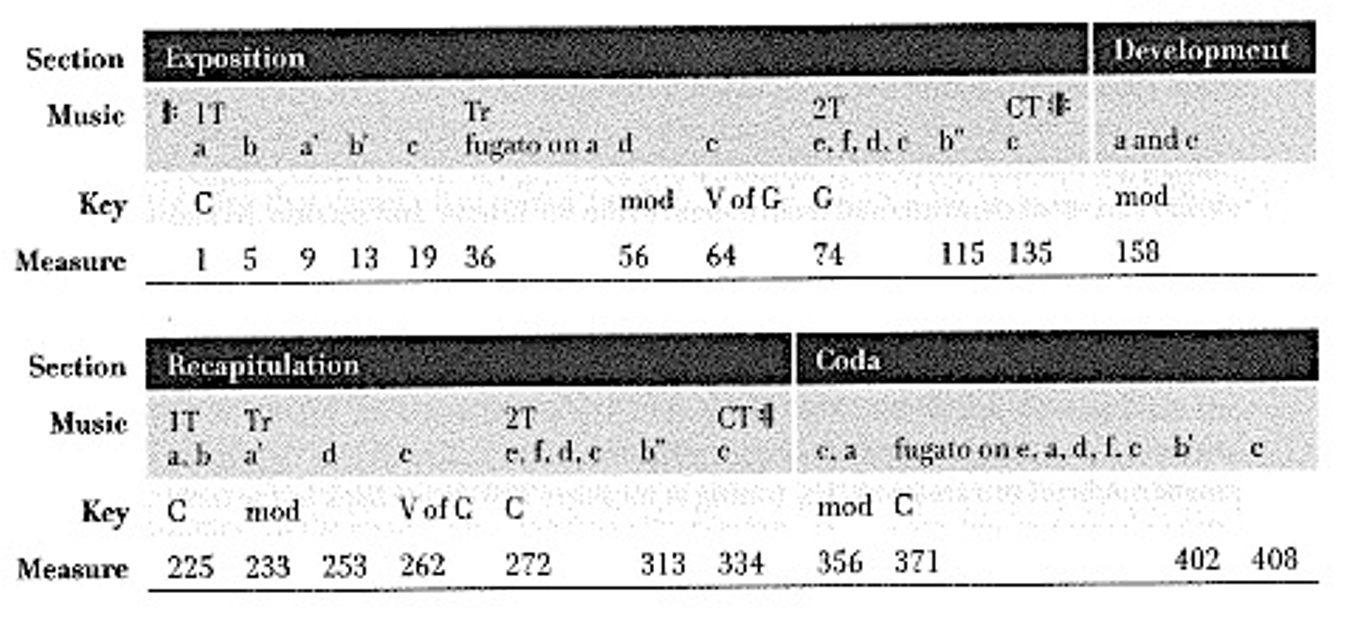 Section Exposition Development
Music 1T Tr 2T CT
a b a' b' c fugato on a d c e, f, d, c b" c a and c
Key C mod V of G G mod
Measure 1 5 9 13 19 36 56 64 74 115 135 158
Section Recapitulation Coda
Music 1T Tr 2T CT
a, b a' d c e, f, d, c b" c c, a fugato on e, a, d, f, c b' c
Key C mod V of C C mod C
Measure 225 233 253 262 272 313 334 356 371 402 408